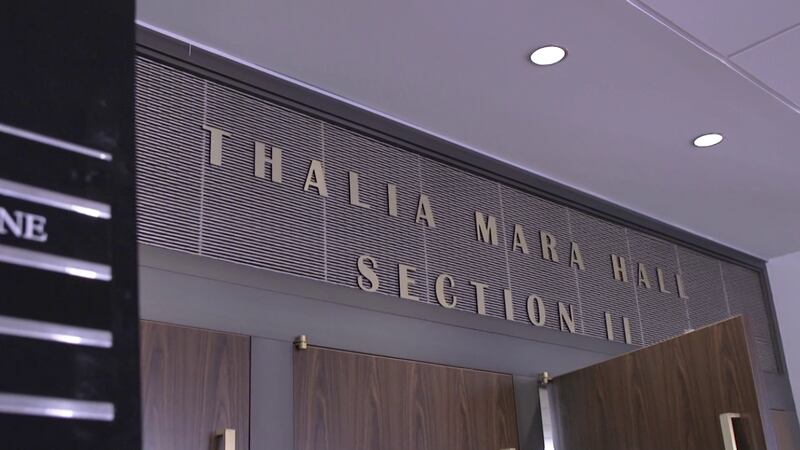 THALIA MARA HALL
SECTION II
NE